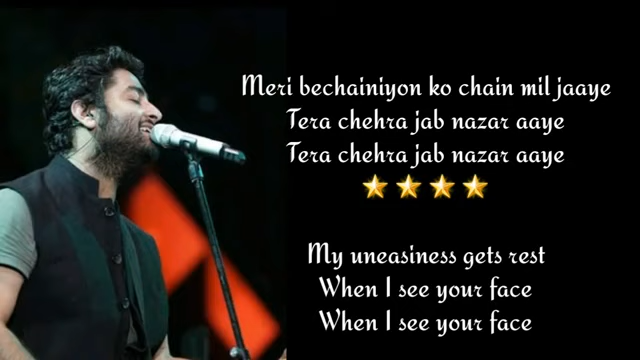 Meri bechainiyon ko chain mil jaaye
Tera chehra jab nazar aaye
Tera chehra jab nazar aaye
My uneasiness gets rest
When I see your face
When I see your face